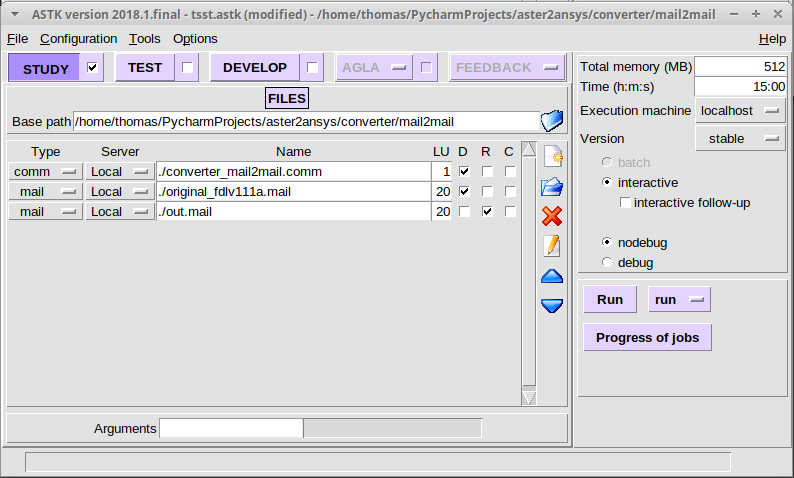 ASTK version 2018.1.final - tsst.astk (modified) - /home/thomas/PycharmProjects/aster2ansys/converter/mail2mail
File Configuration Tools Options Help
STUDY TEST DEVELOP AGLA FEEDBACK
FILES
Base path /home/thomas/PycharmProjects/aster2ansys/converter/mail2mail
Type Server Name LU D R C
comm Local ./converter_mail2mail.comm 1
mail Local ./original_fdlv111a.mail 20
mail Local ./out.mail 20
Arguments
Total memory (MB) 512
Time (h:m:s) 15:00
Execution machine localhost
Version stable
batch
interactive
interactive follow-up
nodebug
debug
Run run
Progress of jobs